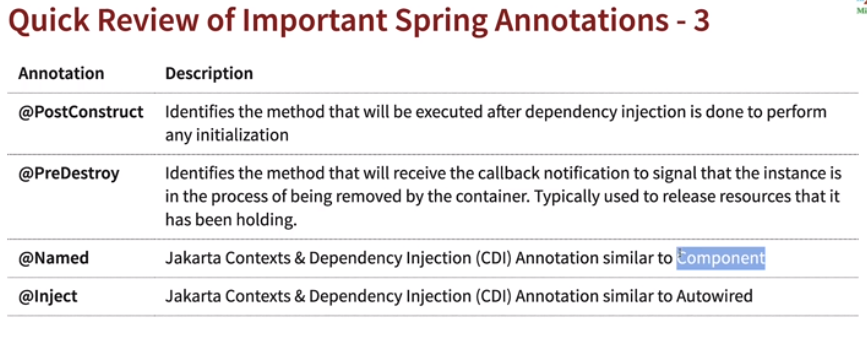 Quick Review of Important Spring Annotations - 3
Mi
Annotation Description
@PostConstruct Identifies the method that will be executed after dependency injection is done to perform
any initialization
@PreDestroy Identifies the method that will receive the callback notification to signal that the instance is
in the process of being removed by the container. Typically used to release resources that it
has been holding.
@Named Jakarta Contexts & Dependency Injection (CDI) Annotation similar to Component
@Inject Jakarta Contexts & Dependency Injection (CDI) Annotation similar to Autowired